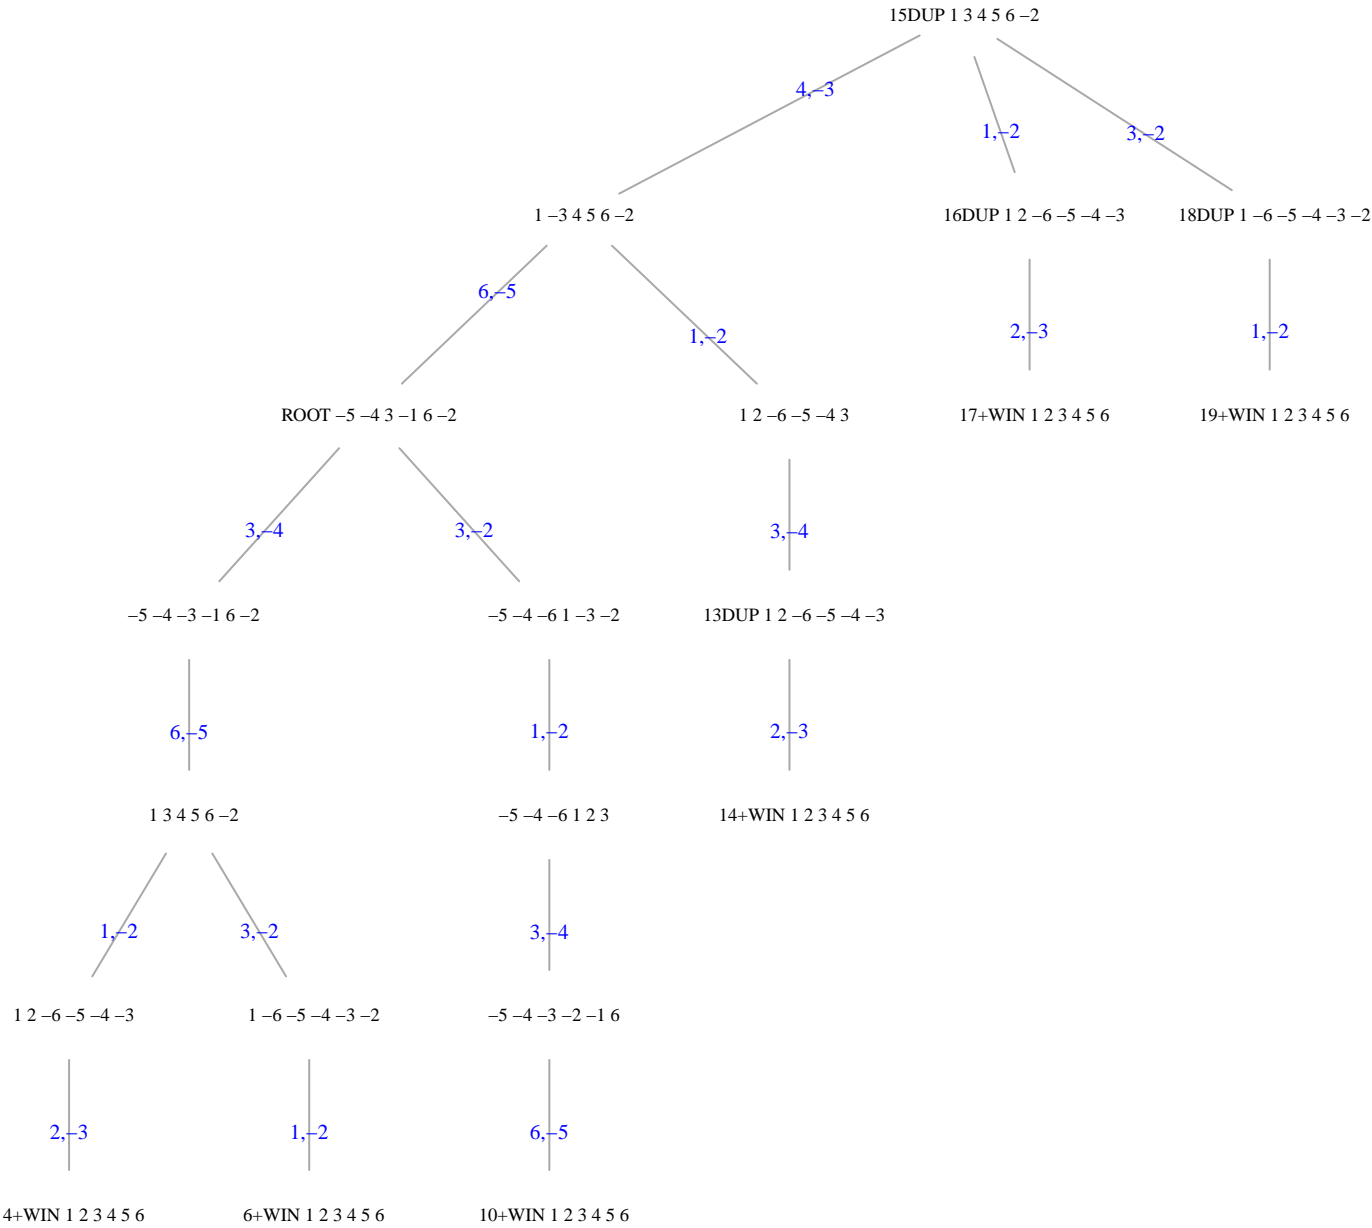 15DUP 1 3 4 5 6 –2
4,–3
1,–2
3,–2
1 –3 4 5 6 –2
16DUP 1 2 –6 –5 –4 –3
18DUP 1 –6 –5 –4 –3 –2
6,–5
1,–2
2,–3
1,–2
ROOT –5 –4 3 –1 6 –2
1 2 –6 –5 –4 3
17+WIN 1 2 3 4 5 6
19+WIN 1 2 3 4 5 6
3,–4
3,–2
3,–4
–5 –4 –3 –1 6 –2
–5 –4 –6 1 –3 –2
13DUP 1 2 –6 –5 –4 –3
6,–5
1,–2
2,–3
1 3 4 5 6 –2
–5 –4 –6 1 2 3
14+WIN 1 2 3 4 5 6
1,–2
3,–2
3,–4
1 2 –6 –5 –4 –3
1 –6 –5 –4 –3 –2
–5 –4 –3 –2 –1 6
2,–3
1,–2
6,–5
4+WIN 1 2 3 4 5 6
6+WIN 1 2 3 4 5 6
10+WIN 1 2 3 4 5 6